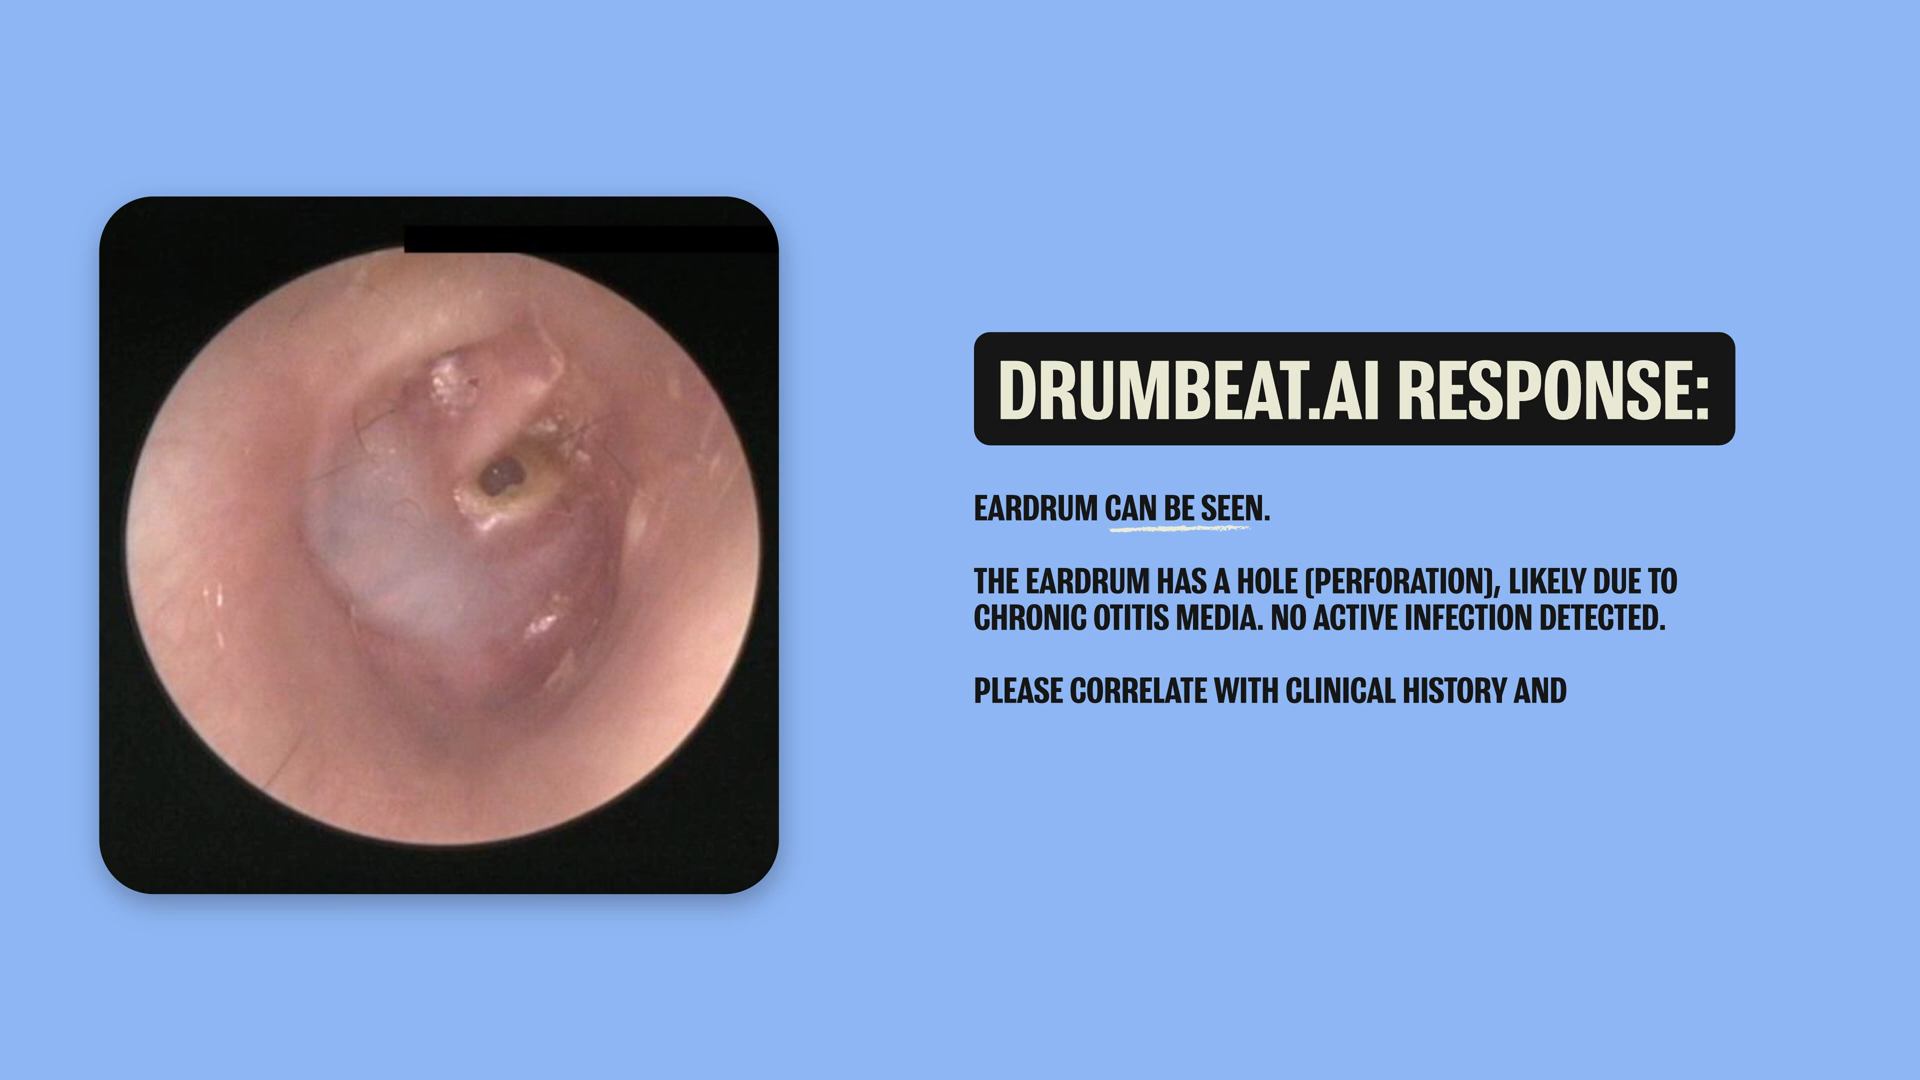 DRUMBEAT.AI RESPONSE:
EARDRUM CAN BE SEEN.
THE EARDRUM HAS A HOLE (PERFORATION), LIKELY DUE TO
CHRONIC OTITIS MEDIA. NO ACTIVE INFECTION DETECTED.
PLEASE CORRELATE WITH CLINICAL HISTORY AND